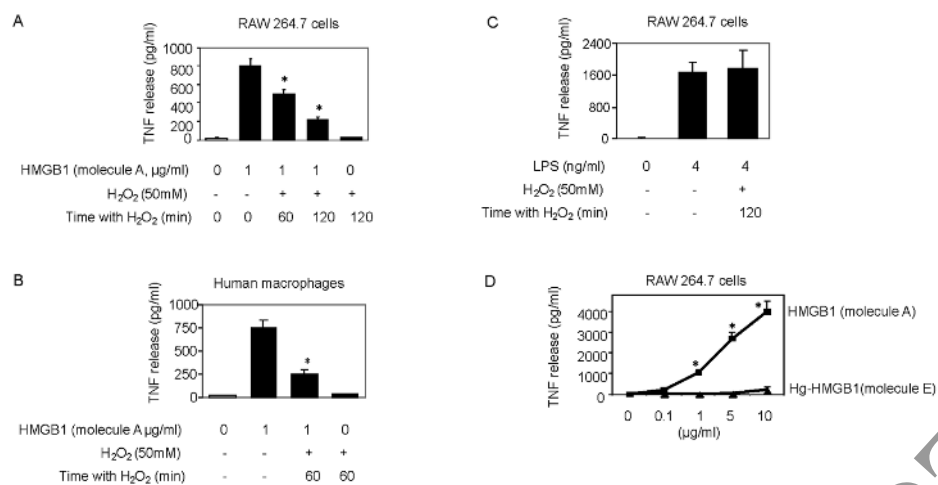 A
RAW 264.7 cells
TNF release (pg/ml)
1000
800
600
400
200
0
* *
HMGB1 (molecule A, µg/ml) 0 1 1 1 0
H₂O₂ (50mM) - - + + +
Time with H₂O₂ (min) 0 0 60 120 120
B
Human macrophages
TNF release (pg/ml)
1000
750
500
250
0
*
HMGB1 (molecule A µg/ml) 0 1 1 0
H₂O₂ (50mM) - - + +
Time with H₂O₂ (min) - - 60 60
C
RAW 264.7 cells
TNF release (pg/ml)
2400
1600
800
0
LPS (ng/ml) 0 4 4
H₂O₂ (50mM) - - +
Time with H₂O₂ (min) - - 120
D
RAW 264.7 cells
TNF release (pg/ml)
4000
3000
2000
1000
0
* * *
HMGB1 (molecule A)
Hg-HMGB1(molecule E)
0 0.1 1 5 10
(µg/ml)